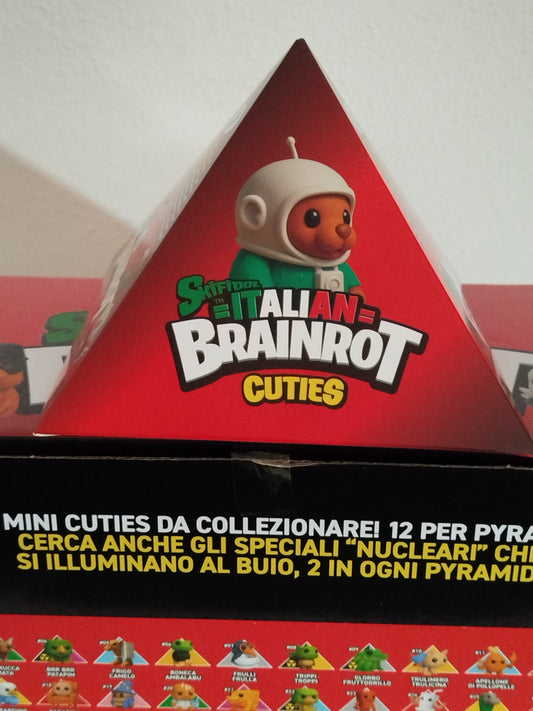 SKIFIDOL
TM
=ITALIAN=
BRAINROT
CUTIES
MINI CUTIES DA COLLEZIONARE! 12 PER PYRA
CERCA ANCHE GLI SPECIALI "NUCLEARI" CHE
SI ILLUMINANO AL BUIO, 2 IN OGNI PYRAMID
BRR BRR
PATAPIM
FRIGO
CAMELO
BONECA
AMBALABU
FRULLI
FRULLA
TRIPPI
TROPPI
GLORBO
FRUTTODRILLO
TRULIMERO
TRULICINA
APELLONE
DI POLLOPELLE